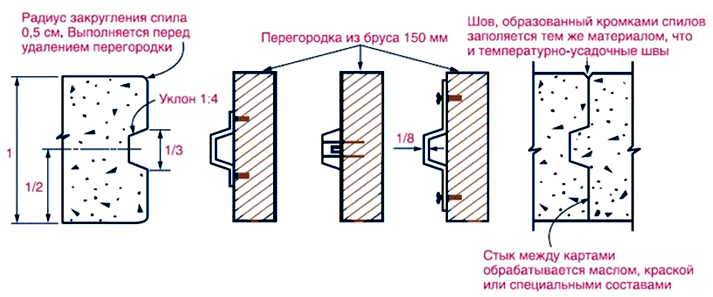 Радиус закругления спила
0,5 см. Выполняется перед
удалением перегородки
Перегородка из бруса 150 мм
Шов, образованный кромками спилов
заполяется тем же материалом, что
и температурно-усадочные швы
Уклон 1:4
1
1/2
1/3
1/8
Стык между картами
обрабатывается маслом, краской
или специальными составами